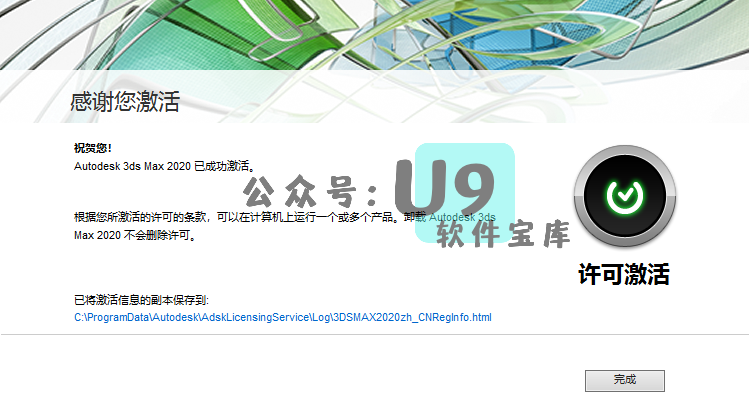 感谢您激活
祝贺您!
Autodesk 3ds Max 2020 已成功激活。
公众号：U9
软件宝库
根据您所激活的许可的条款，可以在计算机上运行一个或多个产品。卸载 Autodesk 3ds
Max 2020 不会删除许可。
许可激活
已将激活信息的副本保存到:
C:\ProgramData\Autodesk\AdskLicensingService\Log\3DSMAX2020zh_CNRegInfo.html
完成